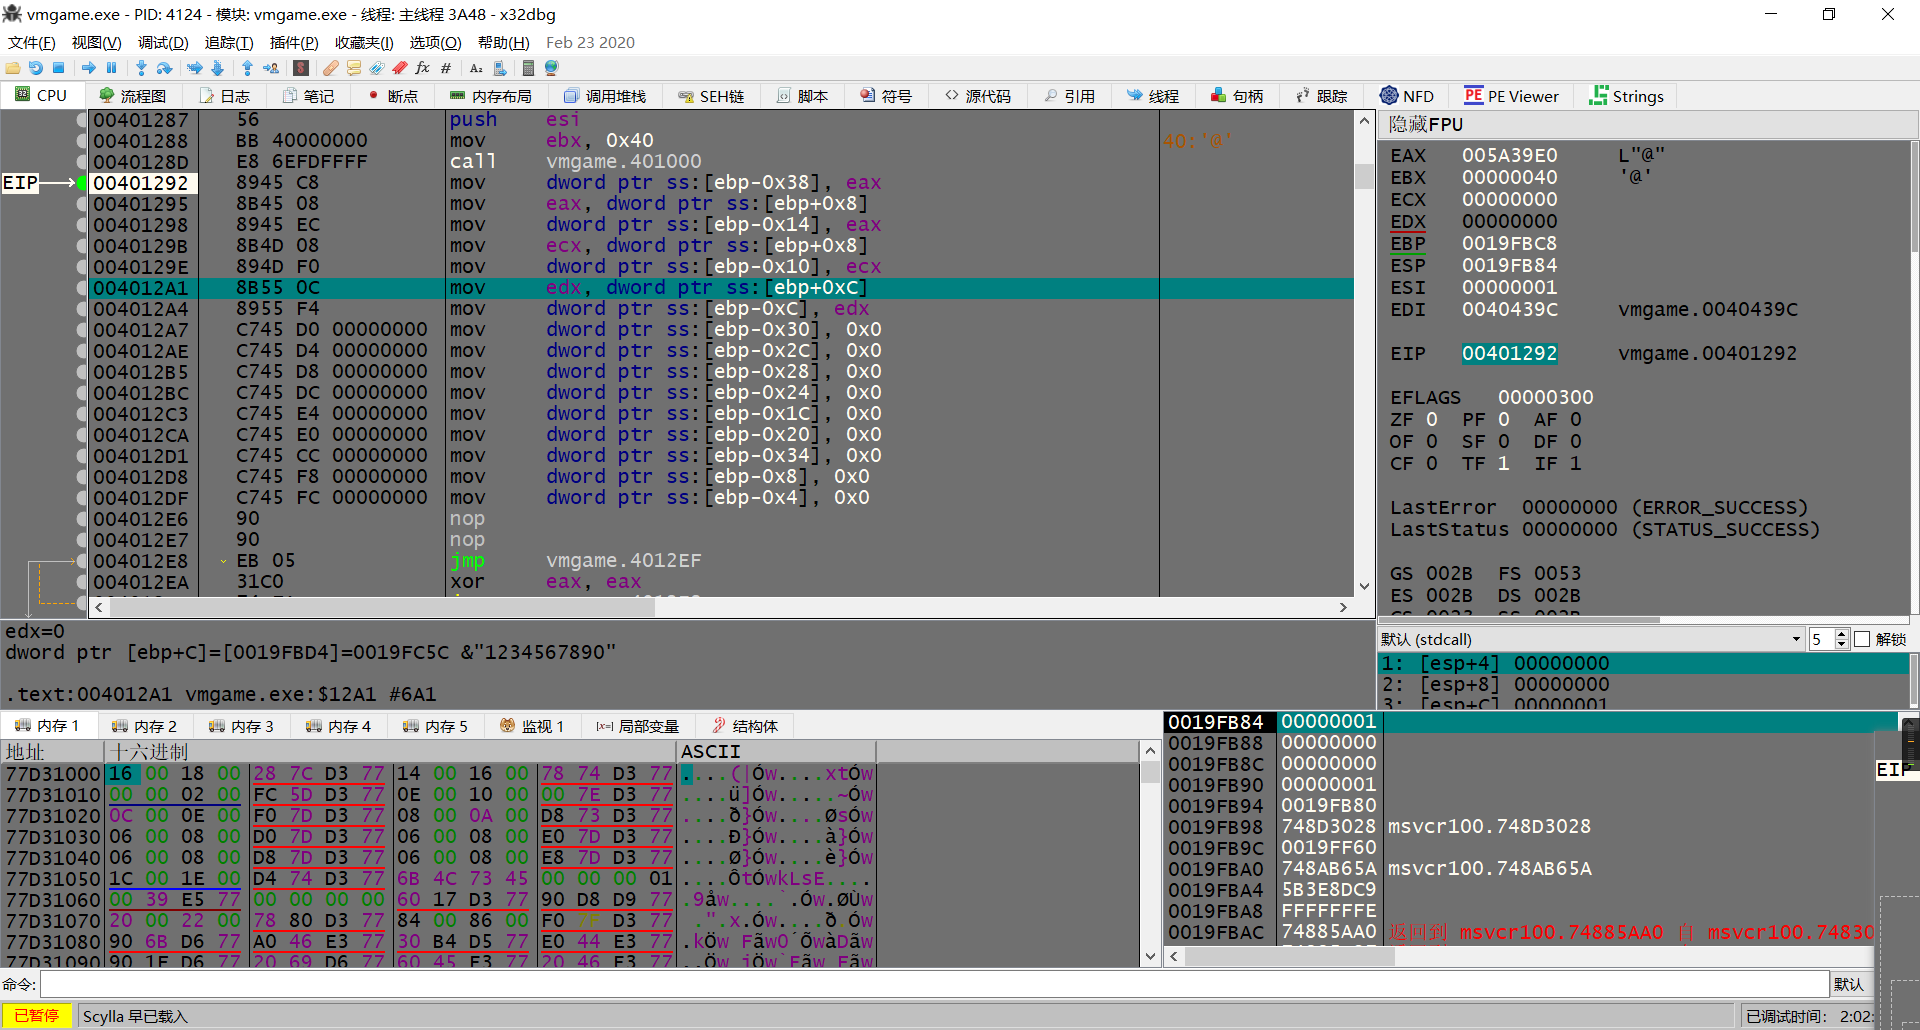 vmgame.exe - PID: 4124 - 模块: vmgame.exe - 线程: 主线程 3A48 - x32dbg
文件(F) 视图(V) 调试(D) 追踪(T) 插件(P) 收藏夹(I) 选项(O) 帮助(H) Feb 23 2020
CPU 流程图 日志 笔记 断点 内存布局 调用堆栈 SEH链 脚本 符号 源代码 引用 线程 句柄 跟踪 NFD PE Viewer Strings
00401287 56 push esi
00401288 BB 40000000 mov ebx, 0x40 40:'@'
0040128D E8 6EFDFFFF call vmgame.401000
EIP 00401292 8945 C8 mov dword ptr ss:[ebp-0x38], eax
00401295 8B45 08 mov eax, dword ptr ss:[ebp+0x8]
00401298 8945 EC mov dword ptr ss:[ebp-0x14], eax
0040129B 8B4D 08 mov ecx, dword ptr ss:[ebp+0x8]
0040129E 894D F0 mov dword ptr ss:[ebp-0x10], ecx
004012A1 8B55 0C mov edx, dword ptr ss:[ebp+0xC]
004012A4 8955 F4 mov dword ptr ss:[ebp-0xC], edx
004012A7 C745 D0 00000000 mov dword ptr ss:[ebp-0x30], 0x0
004012AE C745 D4 00000000 mov dword ptr ss:[ebp-0x2C], 0x0
004012B5 C745 D8 00000000 mov dword ptr ss:[ebp-0x28], 0x0
004012BC C745 DC 00000000 mov dword ptr ss:[ebp-0x24], 0x0
004012C3 C745 E4 00000000 mov dword ptr ss:[ebp-0x1C], 0x0
004012CA C745 E0 00000000 mov dword ptr ss:[ebp-0x20], 0x0
004012D1 C745 CC 00000000 mov dword ptr ss:[ebp-0x34], 0x0
004012D8 C745 F8 00000000 mov dword ptr ss:[ebp-0x8], 0x0
004012DF C745 FC 00000000 mov dword ptr ss:[ebp-0x4], 0x0
004012E6 90 nop
004012E7 90 nop
004012E8 EB 05 jmp vmgame.4012EF
004012EA 31C0 xor eax, eax
隐藏FPU
EAX 005A39E0 L"@"
EBX 00000040 '@'
ECX 00000000
EDX 00000000
EBP 0019FBC8
ESP 0019FB84
ESI 00000001
EDI 0040439C vmgame.0040439C
EIP 00401292 vmgame.00401292
EFLAGS 00000300
ZF 0 PF 0 AF 0
OF 0 SF 0 DF 0
CF 0 TF 1 IF 1
LastError 00000000 (ERROR_SUCCESS)
LastStatus 00000000 (STATUS_SUCCESS)
GS 002B FS 0053
ES 002B DS 002B
edx=0
dword ptr [ebp+C]=[0019FBD4]=0019FC5C &"1234567890"
.text:004012A1 vmgame.exe:$12A1 #6A1
默认 (stdcall) 5 解锁
1: [esp+4] 00000000
2: [esp+8] 00000000
3: [esp+C] 00000001
内存 1 内存 2 内存 3 内存 4 内存 5 监视 1 [x=] 局部变量 结构体
地址 十六进制 ASCII
77D31000 16 00 18 00 28 7C D3 77 14 00 16 00 78 74 D3 77 ....(|Ów....xtÓw
77D31010 00 00 02 00 FC 5D D3 77 0E 00 10 00 00 7E D3 77 ....ü]Ów.....~Ów
77D31020 0C 00 0E 00 F0 7D D3 77 08 00 0A 00 D8 73 D3 77 ....ð}Ów....ØsÓw
77D31030 06 00 08 00 D0 7D D3 77 06 00 08 00 E0 7D D3 77 ....Ð}Ów....à}Ów
77D31040 06 00 08 00 D8 7D D3 77 06 00 08 00 E8 7D D3 77 ....Ø}Ów....è}Ów
77D31050 1C 00 1E 00 D4 74 D3 77 6B 4C 73 45 00 00 00 01 ....ÔtÓwkLsE....
77D31060 00 39 E5 77 00 00 00 00 60 17 D3 77 90 D8 D9 77 .9åw....`.Ów.ØÙw
77D31070 20 00 22 00 78 80 D3 77 84 00 86 00 F0 7F D3 77 .".x.Ów....ð.Ów
77D31080 90 6B D6 77 A0 46 E3 77 30 B4 D5 77 E0 44 E3 77 .kÖw Fãw0´ÕwàDãw
77D31090 90 1E D6 77 20 69 D6 77 60 45 E3 77 20 46 E3 77 ..Öw iÖw`Eãw Fãw
0019FB84 00000001
0019FB88 00000000
0019FB8C 00000000
0019FB90 00000001
0019FB94 0019FB80
0019FB98 748D3028 msvcr100.748D3028
0019FB9C 0019FF60
0019FBA0 748AB65A msvcr100.748AB65A
0019FBA4 5B3E8DC9
0019FBA8 FFFFFFFE
0019FBAC 74885AA0 返回到 msvcr100.74885AA0 自 msvcr100.74830
EIP
命令: 默认
已暂停 Scylla 早已载入 已调试时间: 2:02: